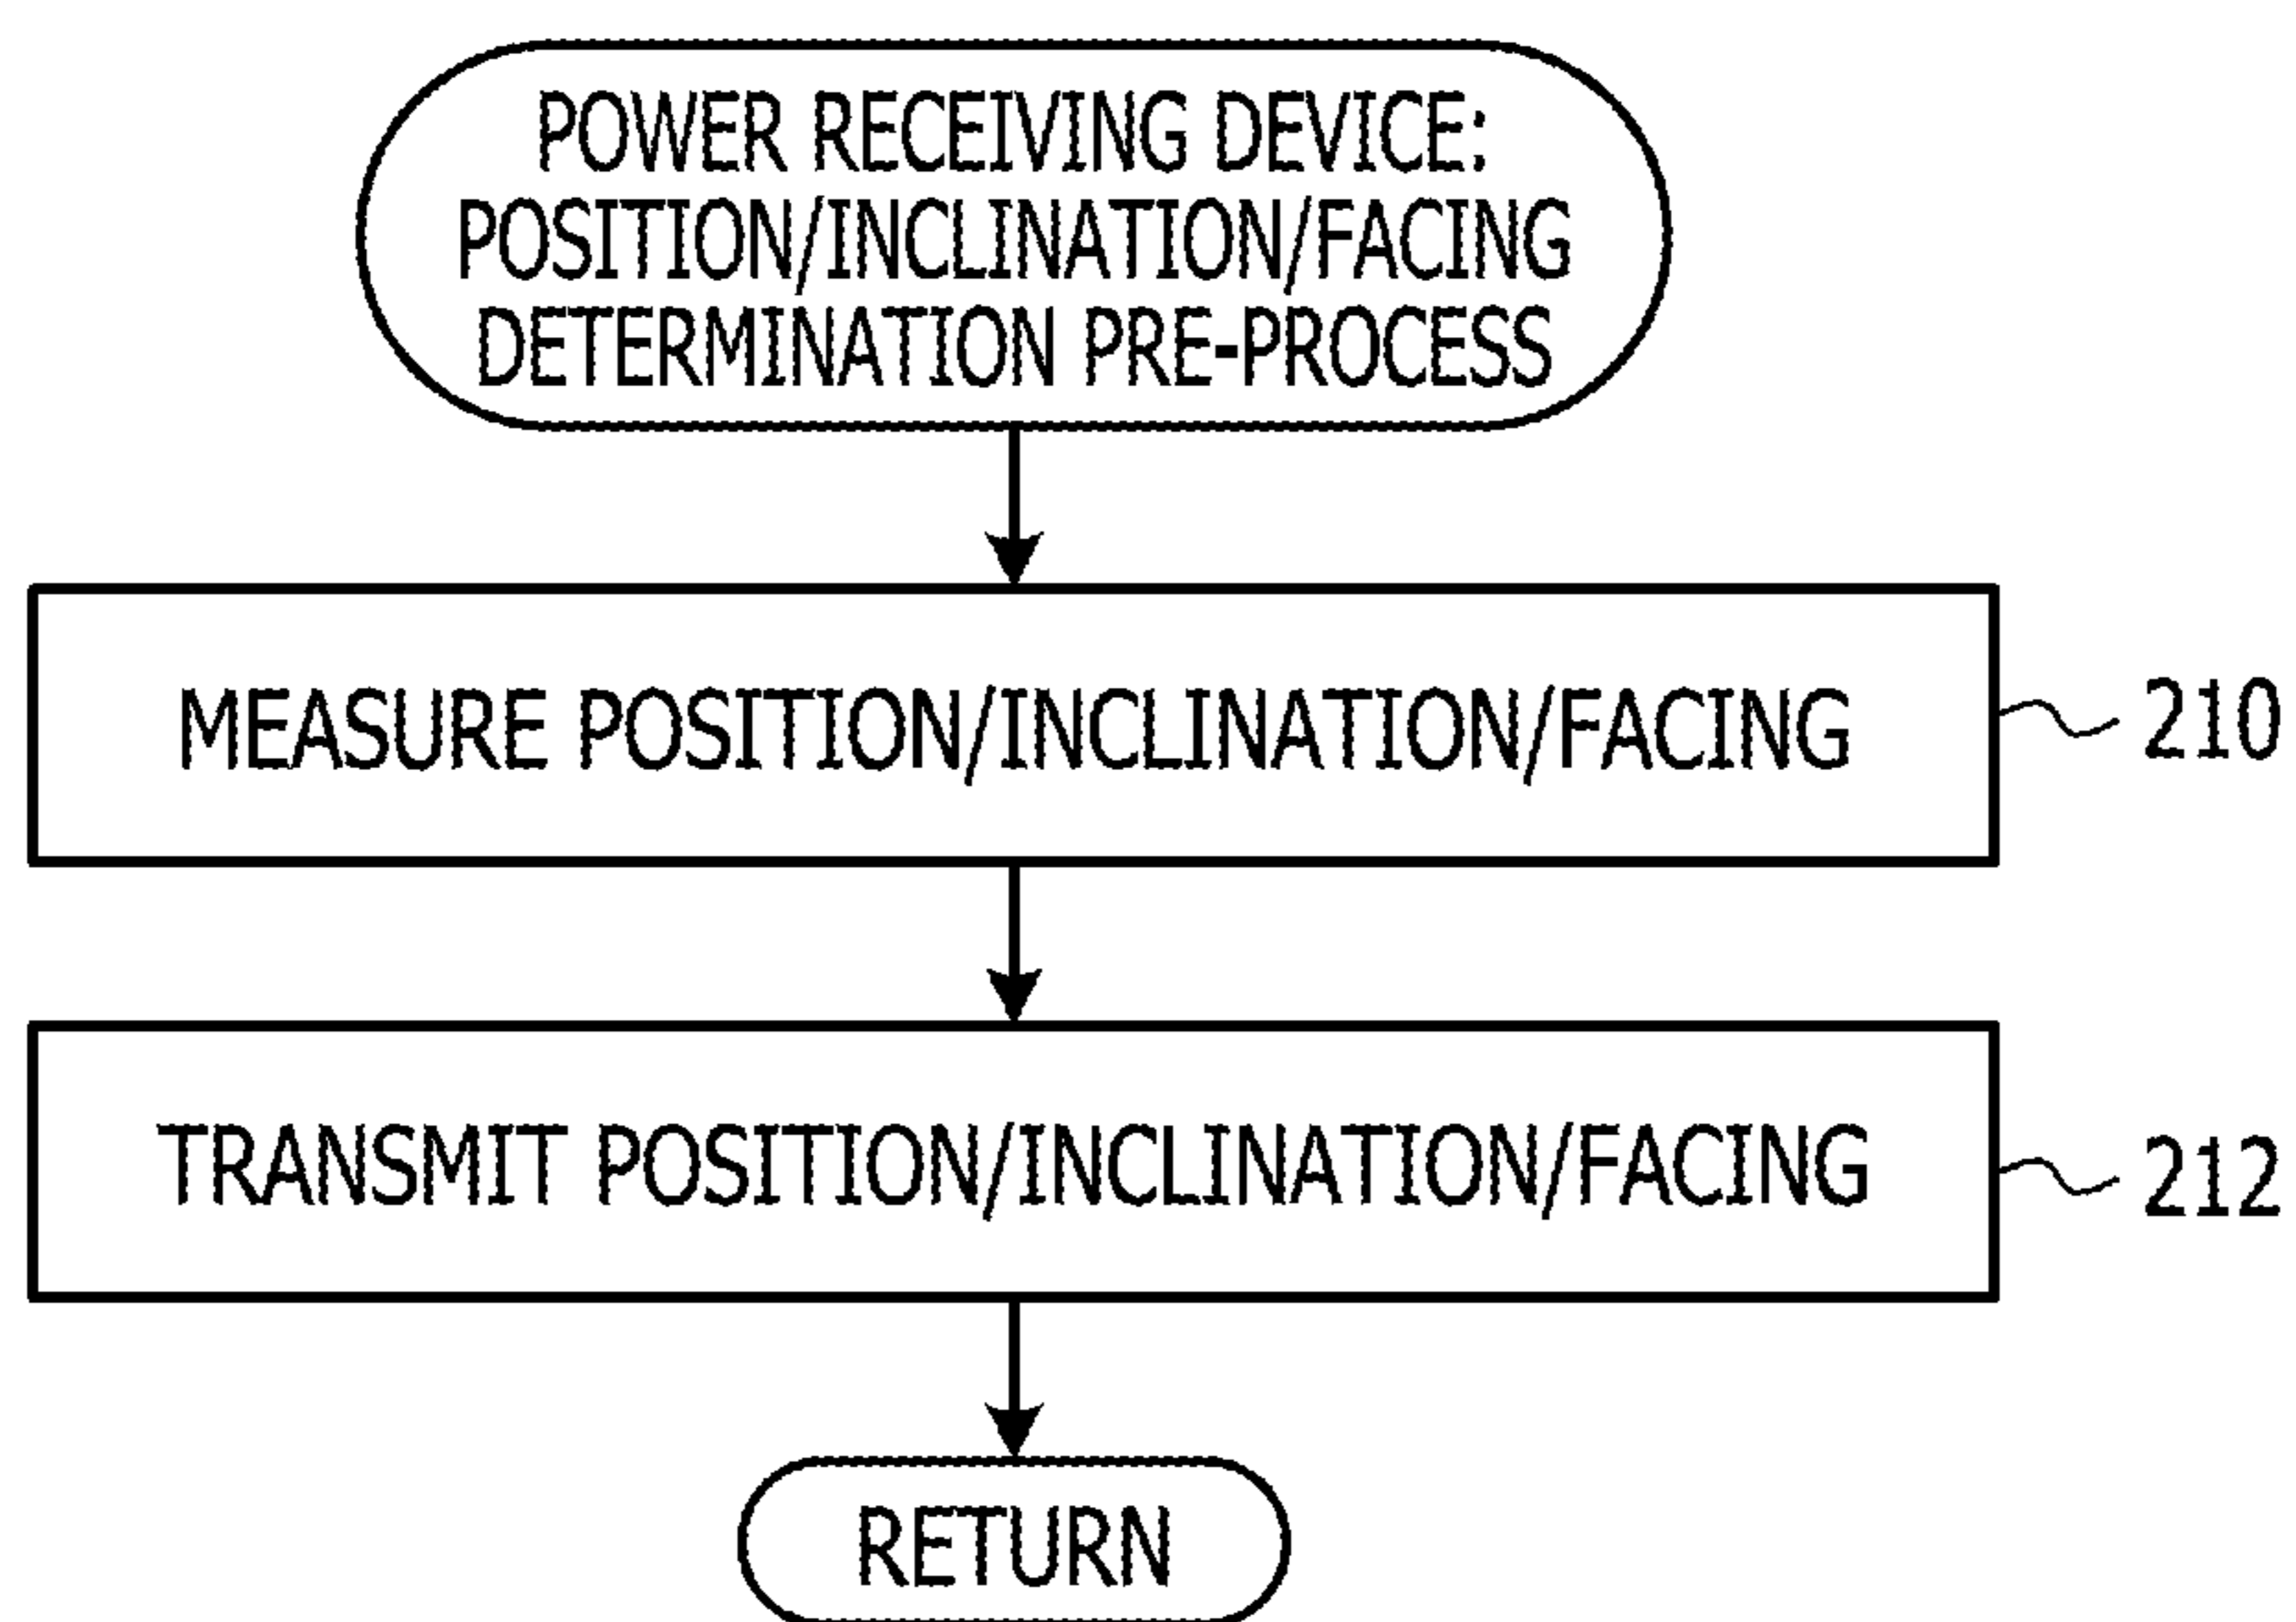 POWER RECEIVING DEVICE:
POSITION/INCLINATION/FACING
DETERMINATION PRE-PROCESS
MEASURE POSITION/INCLINATION/FACING
210
TRANSMIT POSITION/INCLINATION/FACING
212
RETURN